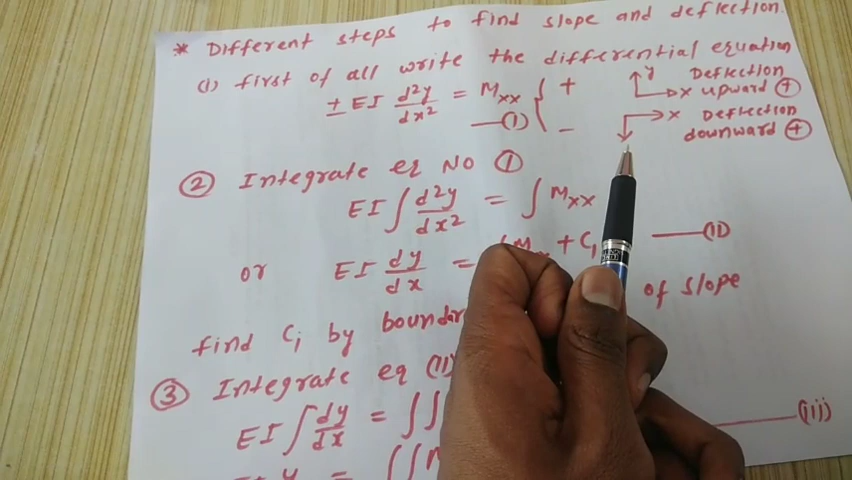 * Different steps to find slope and deflection.
(1) first of all write the differential equation
± EI d²y/dx² = Mxx —(1) { +
−
y Deflection
x upward (+)
x Deflection
downward (+)
(2) Integrate eq No (1)
EI ∫ d²y/dx² = ∫ Mxx
or EI dy/dx = + C1 —(11)
of slope
find C1 by
(3) Integrate eq (11)
EI ∫ dy/dx = ∫∫ —(iii)
= ∫∫